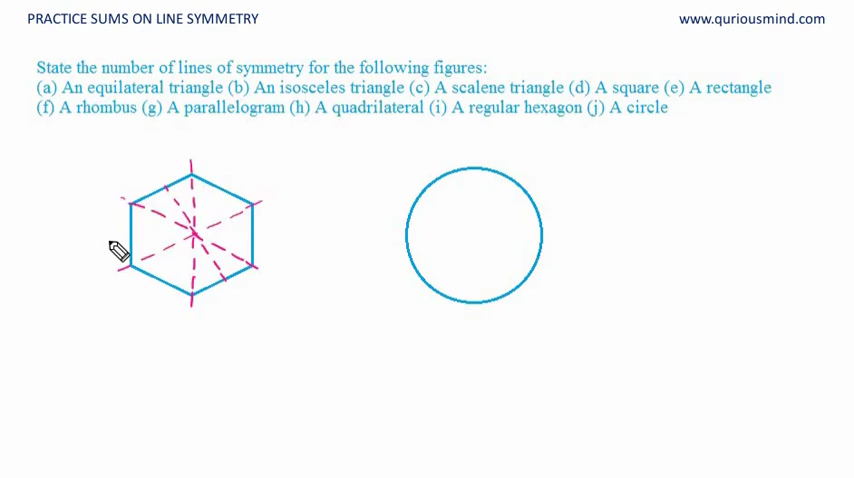 PRACTICE SUMS ON LINE SYMMETRY
www.quriousmind.com
State the number of lines of symmetry for the following figures:
(a) An equilateral triangle (b) An isosceles triangle (c) A scalene triangle (d) A square (e) A rectangle
(f) A rhombus (g) A parallelogram (h) A quadrilateral (i) A regular hexagon (j) A circle